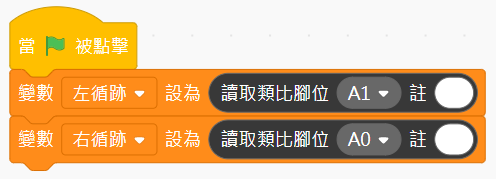 當 被點擊
變數 左循跡 設為 讀取類比腳位 A1 註
變數 右循跡 設為 讀取類比腳位 A0 註